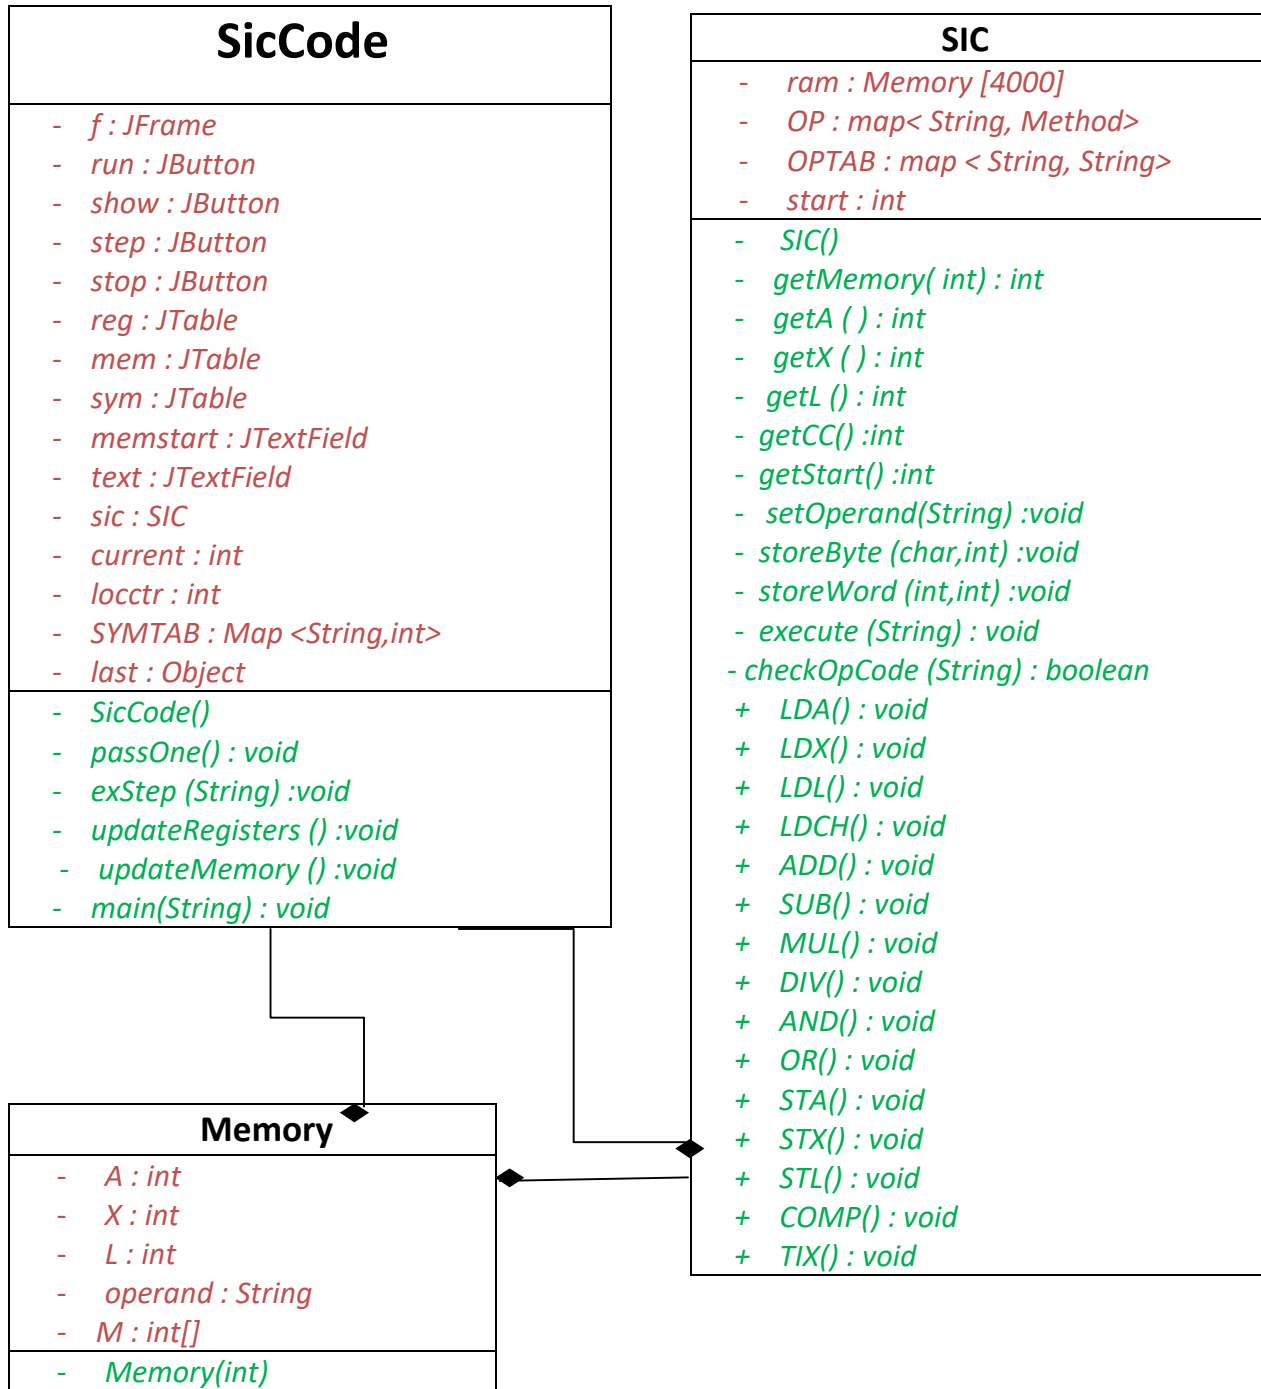 SicCode
- f : JFrame
- run : JButton
- show : JButton
- step : JButton
- stop : JButton
- reg : JTable
- mem : JTable
- sym : JTable
- memstart : JTextField
- text : JTextField
- sic : SIC
- current : int
- locctr : int
- SYMTAB : Map <String,int>
- last : Object
- SicCode()
- passOne() : void
- exStep (String) :void
- updateRegisters () :void
- updateMemory () :void
- main(String) : void
SIC
- ram : Memory [4000]
- OP : map< String, Method>
- OPTAB : map < String, String>
- start : int
- SIC()
- getMemory( int) : int
- getA ( ) : int
- getX ( ) : int
- getL () : int
- getCC() :int
- getStart() :int
- setOperand(String) :void
- storeByte (char,int) :void
- storeWord (int,int) :void
- execute (String) : void
- checkOpCode (String) : boolean
+ LDA() : void
+ LDX() : void
+ LDL() : void
+ LDCH() : void
+ ADD() : void
+ SUB() : void
+ MUL() : void
+ DIV() : void
+ AND() : void
+ OR() : void
+ STA() : void
+ STX() : void
+ STL() : void
+ COMP() : void
+ TIX() : void
Memory
- A : int
- X : int
- L : int
- operand : String
- M : int[]
- Memory(int)